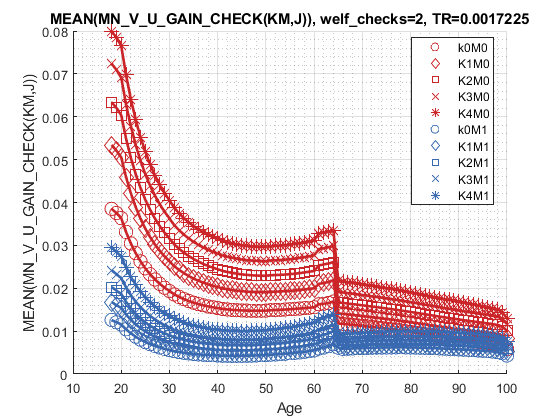 MEAN(MN_V_U_GAIN_CHECK(KM,J)), welf_checks=2, TR=0.0017225
0.08
0.07
0.06
0.05
0.04
0.03
0.02
0.01
0
MEAN(MN_V_U_GAIN_CHECK(KM,J))
k0M0
K1M0
K2M0
K3M0
K4M0
k0M1
K1M1
K2M1
K3M1
K4M1
10 20 30 40 50 60 70 80 90 100
Age